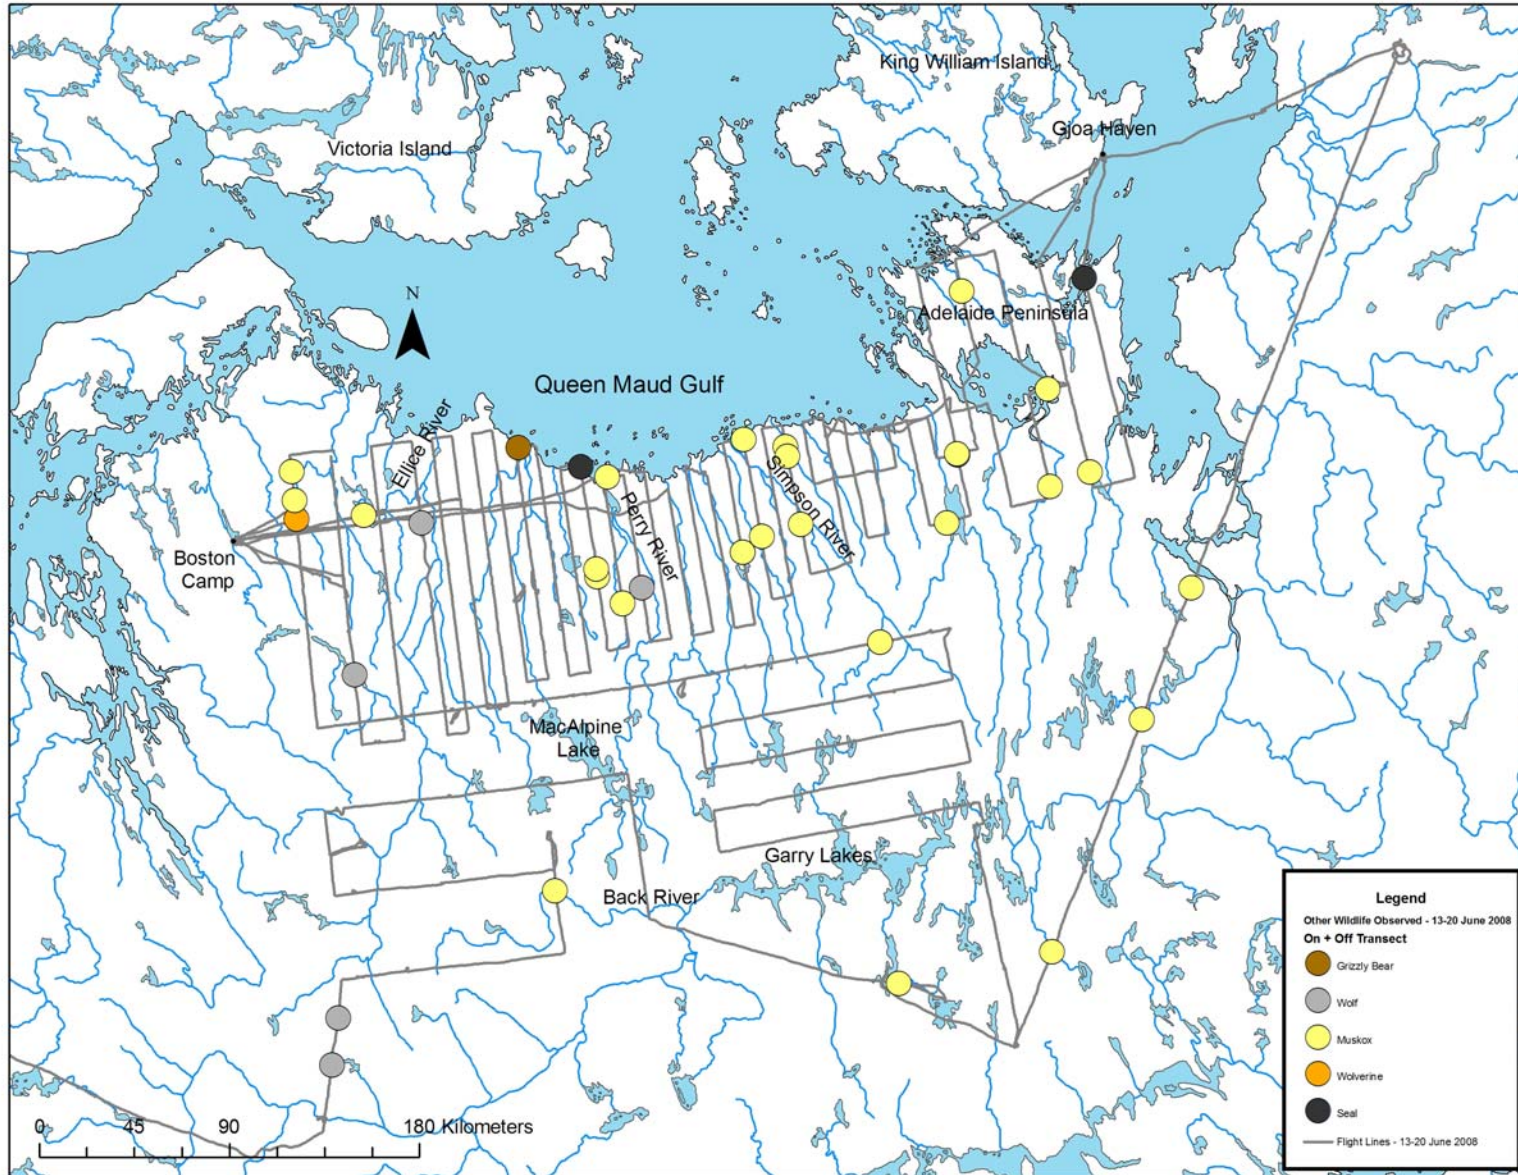 King William Island
Gjoa Haven
Victoria Island
Adelaide Peninsula
N
Queen Maud Gulf
Ellice River
Perry River
Simpson River
Boston
Camp
MacAlpine
Lake
Garry Lakes
Back River
0 45 90 180 Kilometers
Legend
Other Wildlife Observed - 13-20 June 2008
On + Off Transect
Grizzly Bear
Wolf
Muskox
Wolverine
Seal
Flight Lines - 13-20 June 2008